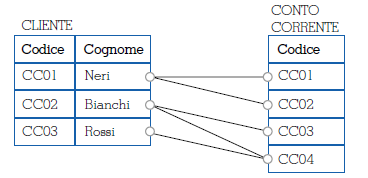 CLIENTE
Codice Cognome
CC01 Neri
CC02 Bianchi
CC03 Rossi
CONTO
CORRENTE
Codice
CC01
CC02
CC03
CC04